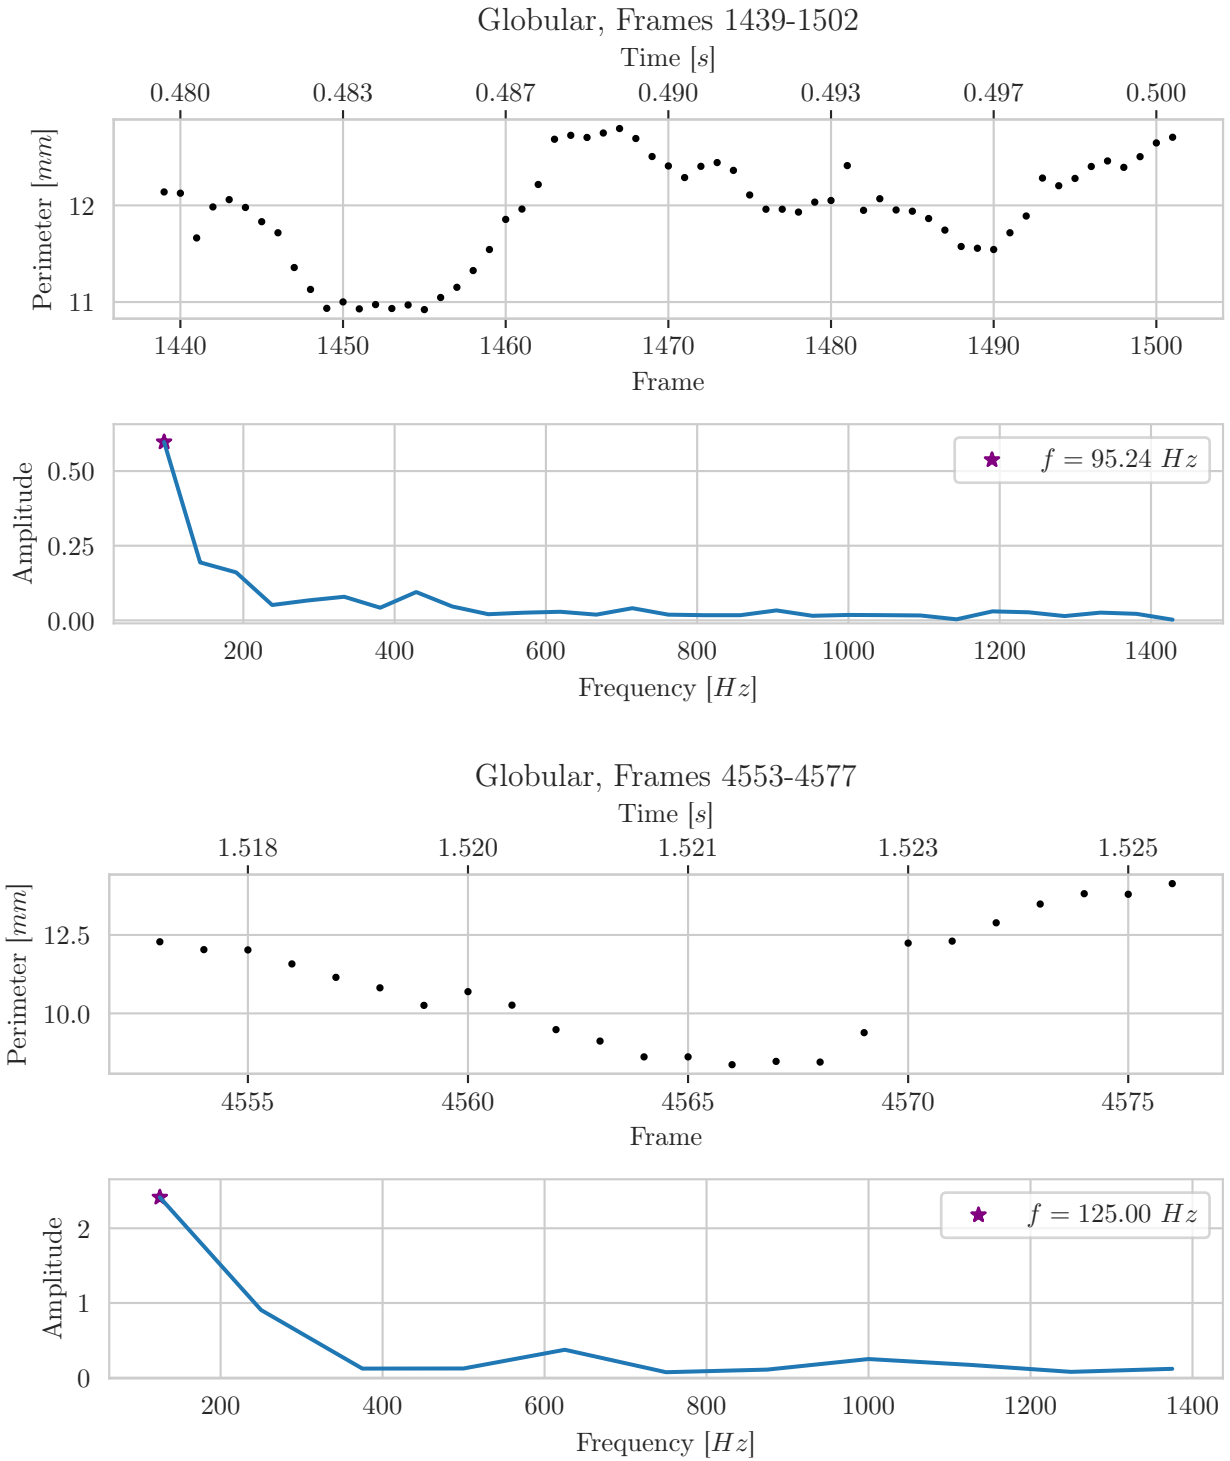 Globular, Frames 1439-1502
Time [s]
0.480 0.483 0.487 0.490 0.493 0.497 0.500
Perimeter [mm]
12
11
1440 1450 1460 1470 1480 1490 1500
Frame
Amplitude
0.50
0.25
0.00
f = 95.24 Hz
200 400 600 800 1000 1200 1400
Frequency [Hz]
Globular, Frames 4553-4577
Time [s]
1.518 1.520 1.521 1.523 1.525
Perimeter [mm]
12.5
10.0
4555 4560 4565 4570 4575
Frame
Amplitude
2
1
0
f = 125.00 Hz
200 400 600 800 1000 1200 1400
Frequency [Hz]